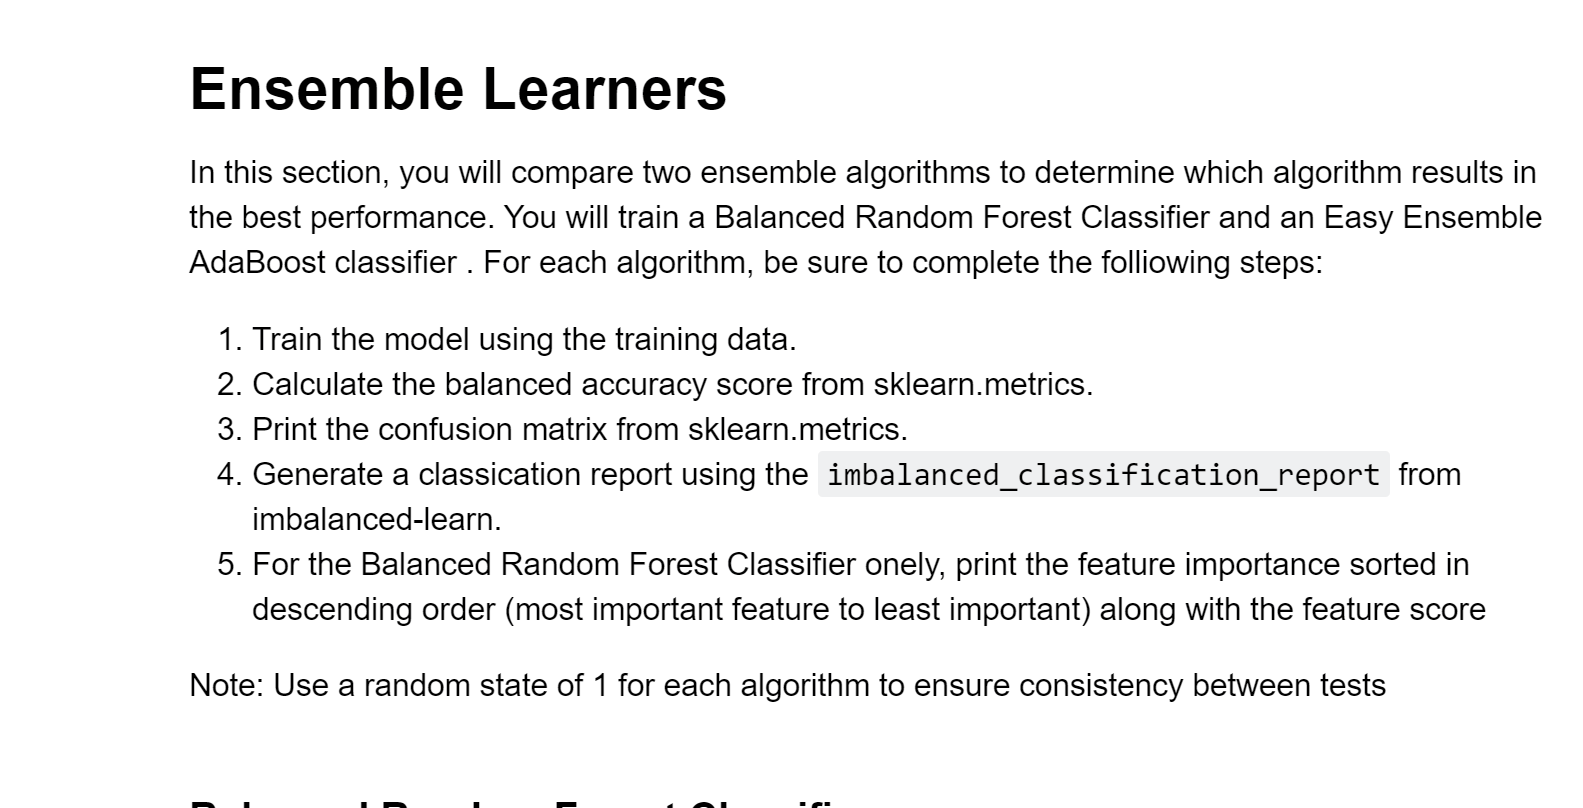 Ensemble Learners
In this section, you will compare two ensemble algorithms to determine which algorithm results in
the best performance. You will train a Balanced Random Forest Classifier and an Easy Ensemble
AdaBoost classifier . For each algorithm, be sure to complete the folliowing steps:
1. Train the model using the training data.
2. Calculate the balanced accuracy score from sklearn.metrics.
3. Print the confusion matrix from sklearn.metrics.
4. Generate a classication report using the imbalanced_classification_report from
imbalanced-learn.
5. For the Balanced Random Forest Classifier onely, print the feature importance sorted in
descending order (most important feature to least important) along with the feature score
Note: Use a random state of 1 for each algorithm to ensure consistency between tests
Balanced Random Forest Classifier